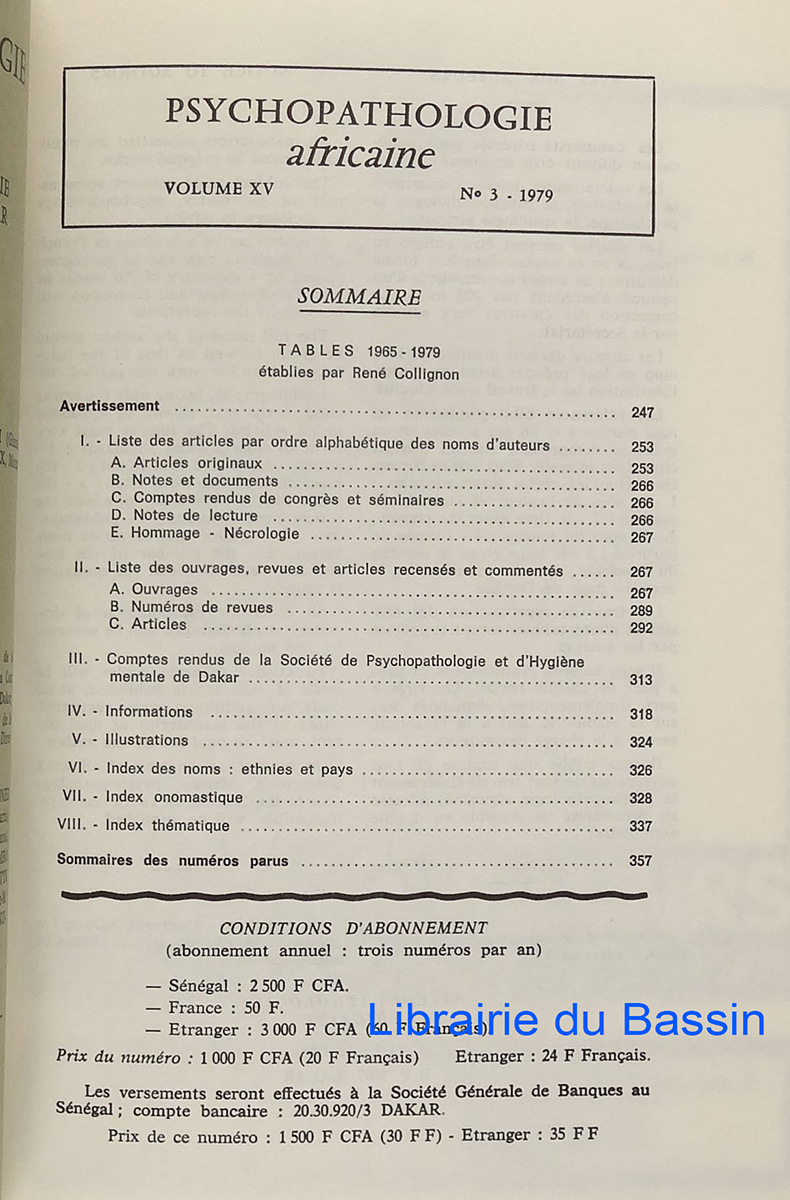 PSYCHOPATHOLOGIE
africaine
VOLUME XV
Nº 3 - 1979
SOMMAIRE
TABLES 1965 - 1979
établies par René Collignon
Avertissement ........ 247
I. - Liste des articles par ordre alphabétique des noms d'auteurs ........ 253
A. Articles originaux ........ 253
B. Notes et documents ........ 266
C. Comptes rendus de congrès et séminaires ........ 266
D. Notes de lecture ........ 266
E. Hommage - Nécrologie ........ 267
II. - Liste des ouvrages, revues et articles recensés et commentés ...... 267
A. Ouvrages ........ 267
B. Numéros de revues ........ 289
C. Articles ........ 292
III. - Comptes rendus de la Société de Psychopathologie et d'Hygiène
mentale de Dakar ........ 313
IV. - Informations ........ 318
V. - Illustrations ........ 324
VI. - Index des noms : ethnies et pays ........ 326
VII. - Index onomastique ........ 328
VIII. - Index thématique ........ 337
Sommaires des numéros parus ........ 357
CONDITIONS D'ABONNEMENT
(abonnement annuel : trois numéros par an)
— Sénégal : 2 500 F CFA.
— France : 50 F.
— Etranger : 3 000 F CFA (60 F Français).
Librairie du Bassin
Prix du numéro : 1 000 F CFA (20 F Français) Etranger : 24 F Français.
Les versements seront effectués à la Société Générale de Banques au
Sénégal ; compte bancaire : 20.30.920/3 DAKAR.
Prix de ce numéro : 1 500 F CFA (30 F F) - Etranger : 35 F F